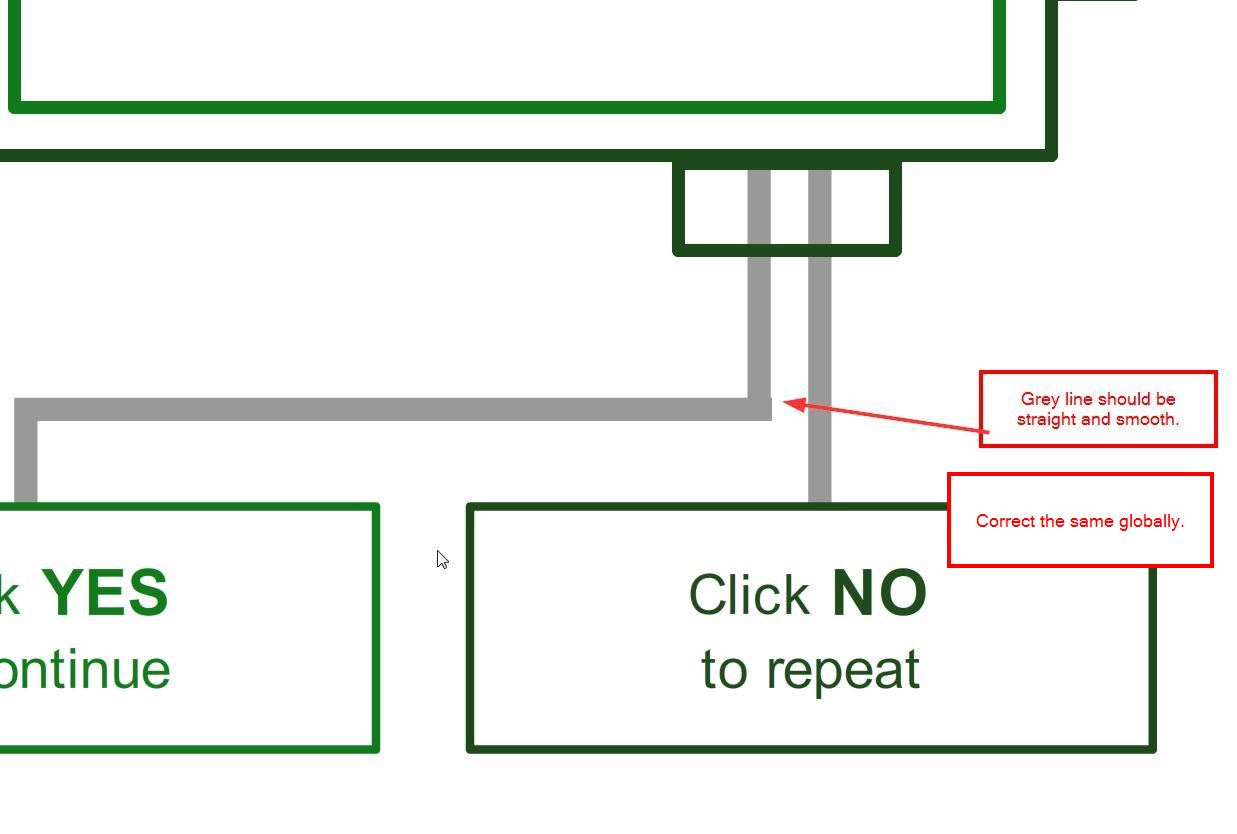 Grey line should be
straight and smooth.
Correct the same globally.
k YES
ontinue
Click NO
to repeat